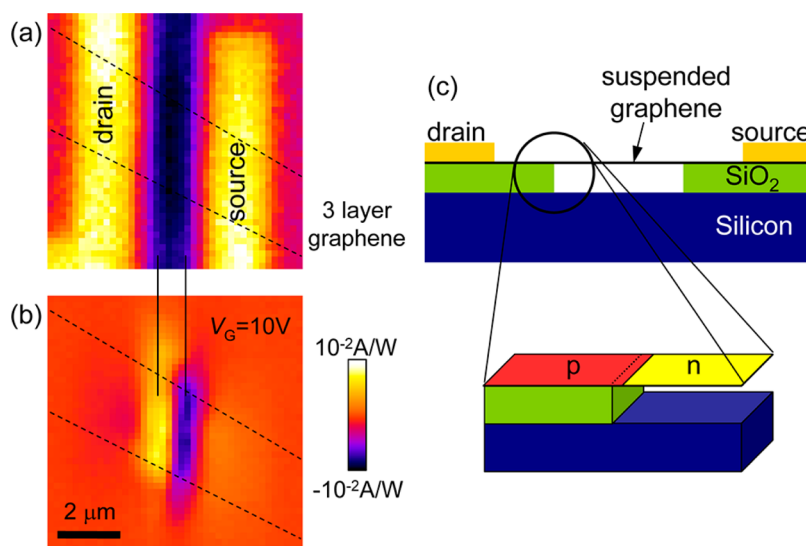 (a)
drain
source
3 layer
graphene
(b)
V_G=10V
10⁻²A/W
-10⁻²A/W
2 μm
(c)
suspended
graphene
drain
source
SiO₂
Silicon
p
n